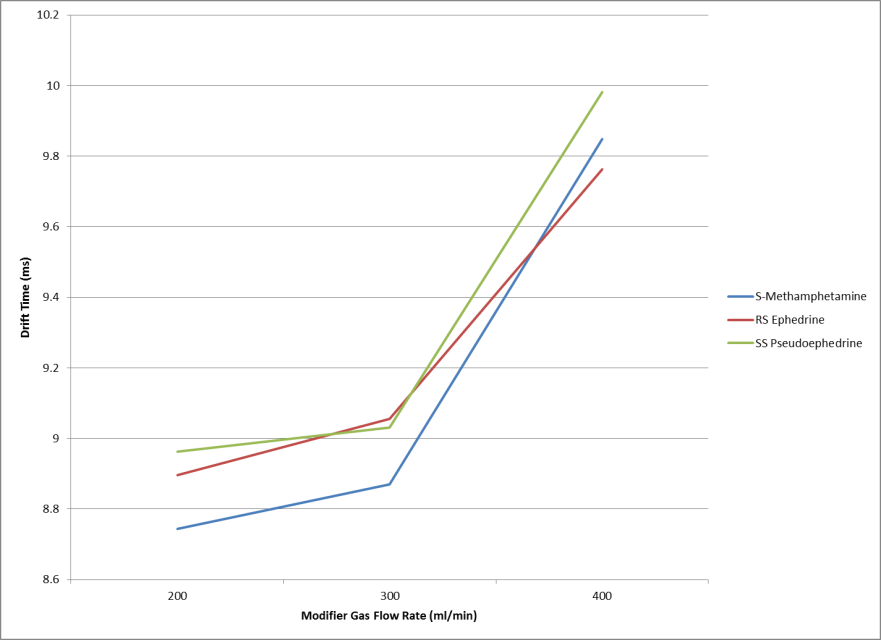 10.2
10
9.8
9.6
9.4
9.2
9
8.8
8.6
Drift Time (ms)
200
300
400
Modifier Gas Flow Rate (ml/min)
S-Methamphetamine
RS Ephedrine
SS Pseudoephedrine